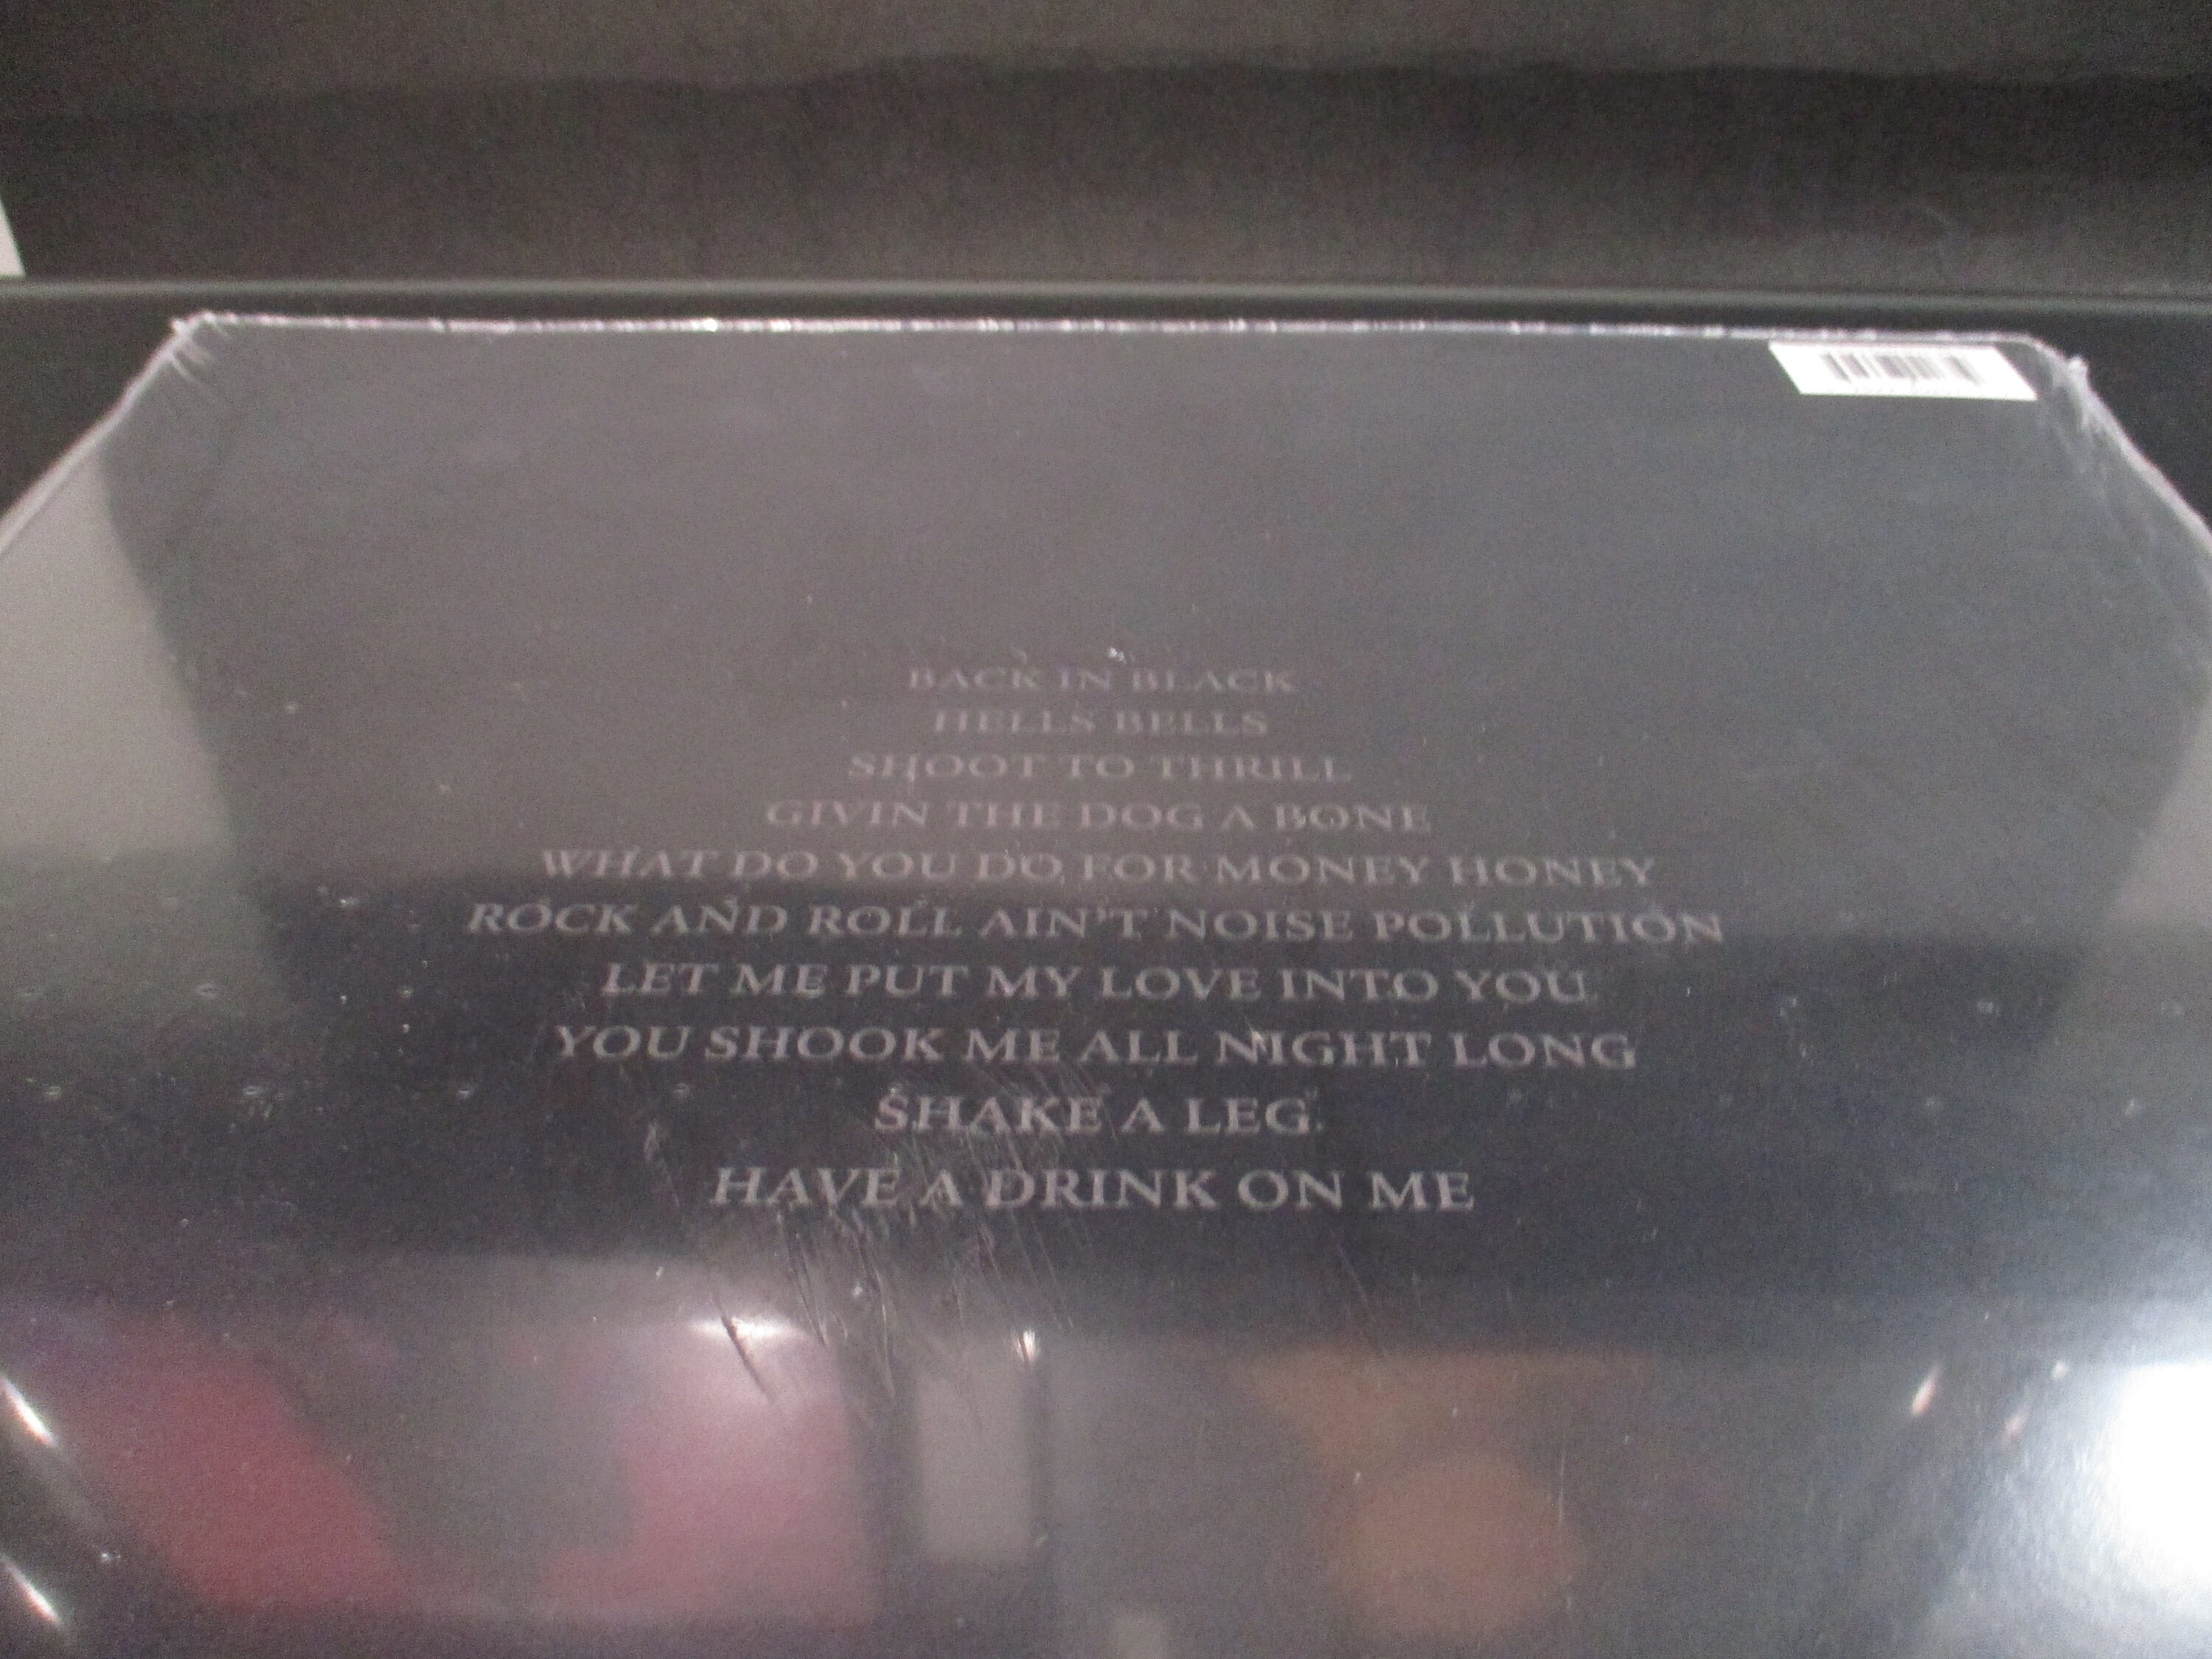 BACK IN BLACK
HELLS BELLS
SHOOT TO THRILL
GIVIN THE DOG A BONE
WHAT DO YOU DO FOR MONEY HONEY
ROCK AND ROLL AIN'T NOISE POLLUTION
LET ME PUT MY LOVE INTO YOU
YOU SHOOK ME ALL NIGHT LONG
SHAKE A LEG
HAVE A DRINK ON ME